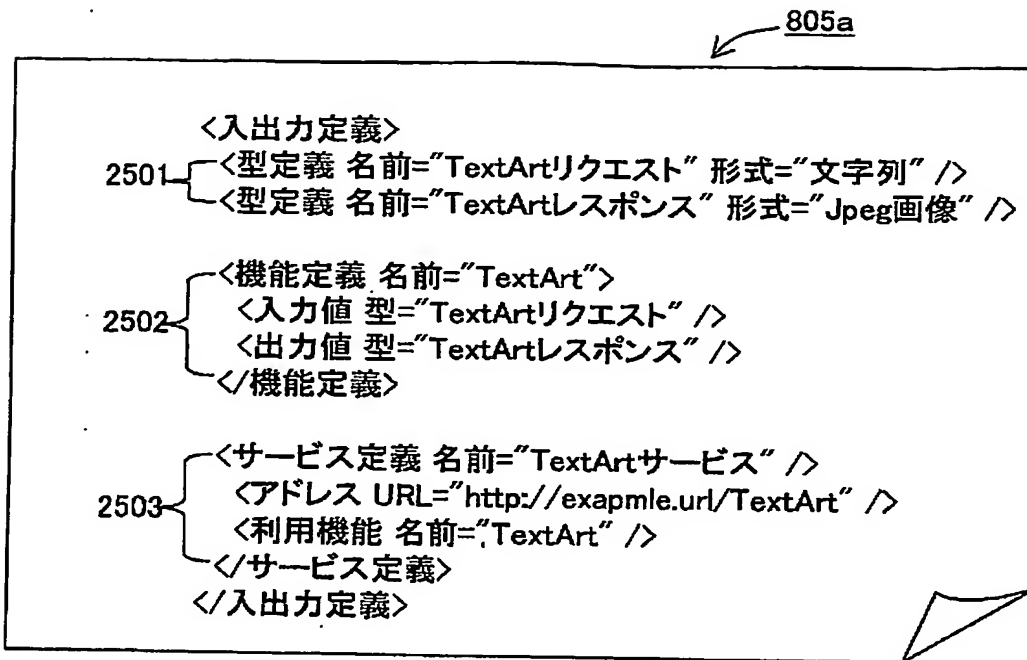 805a
<入出力定義>
2501 <型定義 名前="TextArtリクエスト" 形式="文字列" />
<型定義 名前="TextArtレスポンス" 形式="Jpeg画像" />
<機能定義 名前="TextArt">
2502 <入力値 型="TextArtリクエスト" />
<出力値 型="TextArtレスポンス" />
</機能定義>
<サービス定義 名前="TextArtサービス" />
2503 <アドレス URL="http://exapmle.url/TextArt" />
<利用機能 名前="TextArt" />
</サービス定義>
</入出力定義>